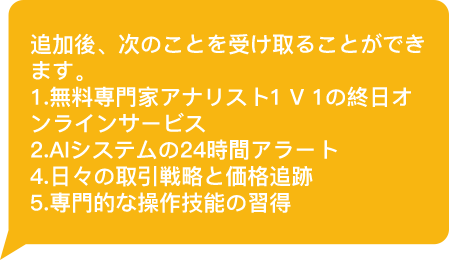 追加後、次のことを受け取ることができ
ます。
1.無料専門家アナリスト1 V 1の終日オ
ンラインサービス
2.AIシステムの24時間アラート
4.日々の取引戦略と価格追跡
5.専門的な操作技能の習得